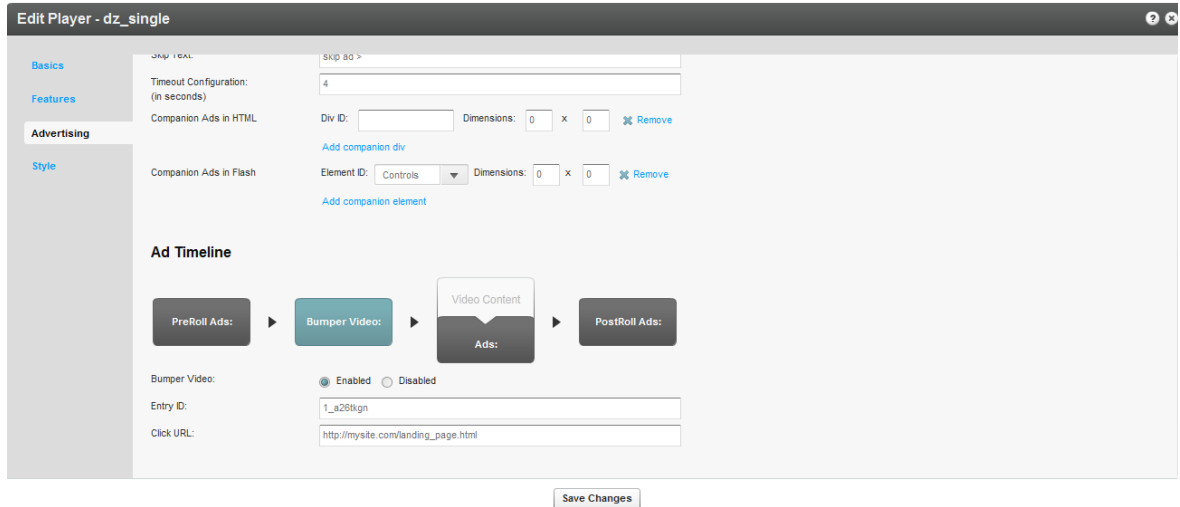 Edit Player - dz_single
Basics
Features
Advertising
Style
Skip Text: skip ad >
Timeout Configuration: 4
(in seconds)
Companion Ads in HTML Div ID: Dimensions: 0 x 0 Remove
Add companion div
Companion Ads in Flash Element ID: Controls Dimensions: 0 x 0 Remove
Add companion element
Ad Timeline
PreRoll Ads:
Bumper Video:
Video Content
Ads:
PostRoll Ads:
Bumper Video: Enabled Disabled
Entry ID: 1_a26tkgn
Click URL: http://mysite.com/landing_page.html
Save Changes